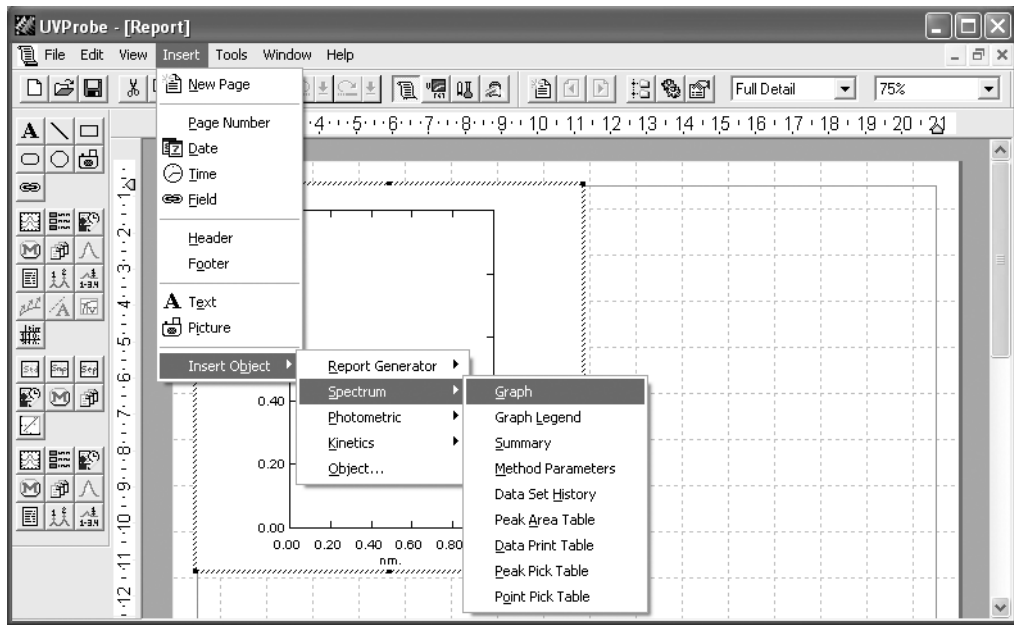 UVProbe - [Report]
File Edit View Insert Tools Window Help
Full Detail 75%
New Page
Page Number
Date
Time
Field
Header
Footer
Text
Picture
Insert Object
Report Generator
Spectrum
Photometric
Kinetics
Object...
Graph
Graph Legend
Summary
Method Parameters
Data Set History
Peak Area Table
Data Print Table
Peak Pick Table
Point Pick Table
4 5 6 7 8 9 10 11 12 13 14 15 16 17 18 19 20 21
1
2
3
4
5
6
7
8
9
10
11
12
0.40
0.20
0.00
0.00 0.20 0.40 0.60 0.80
nm.